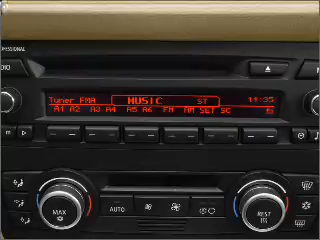 PROFESSIONAL
Tuner FMA MUSIC ST 11:35
A1 A2 A3 A4 A5 A6 FM AM SET SC
MAX
AUTO
REST